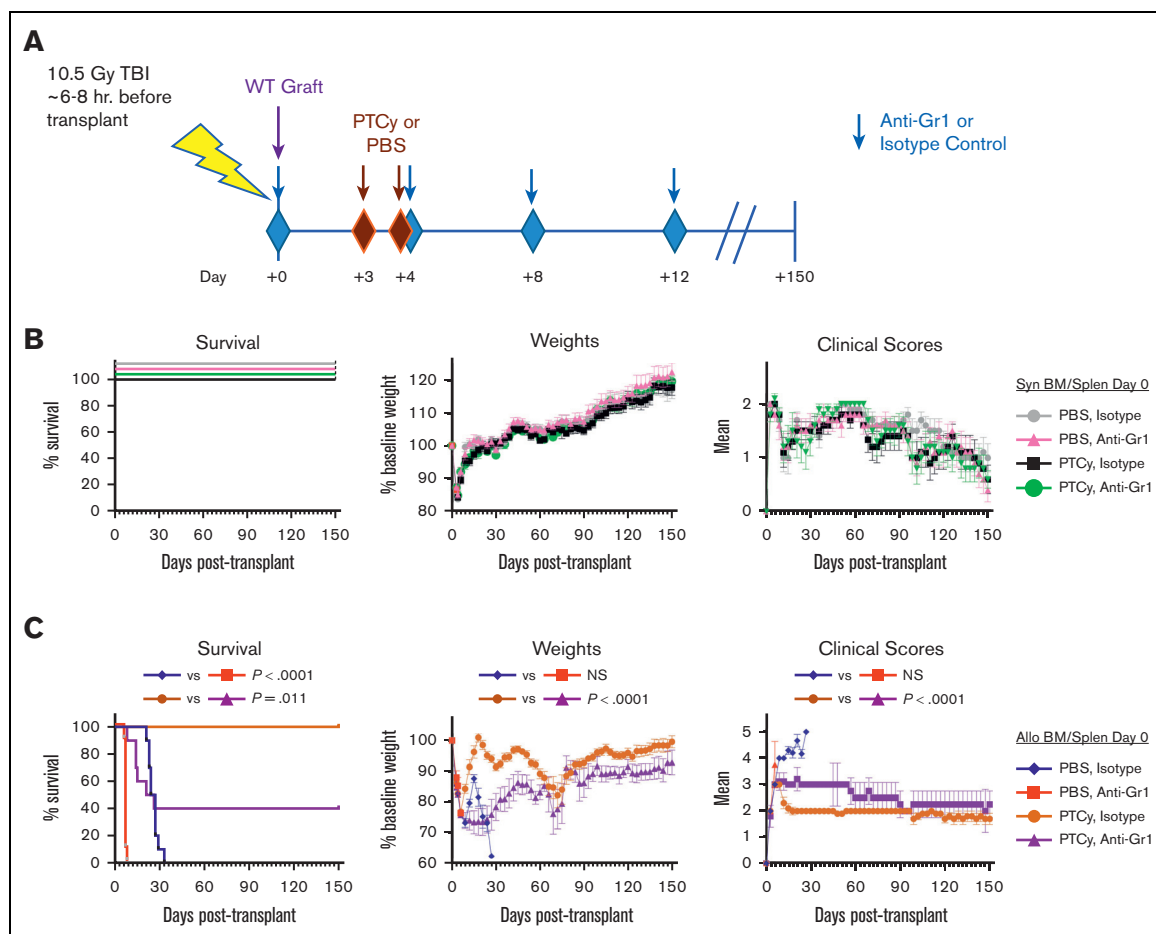 A
10.5 Gy TBI
~6-8 hr. before
transplant
WT Graft
PTCy or
PBS
Anti-Gr1 or
Isotype Control
Day +0 +3 +4 +8 +12 +150
B
Survival
% survival
100
80
60
40
20
0
0 30 60 90 120 150
Days post-transplant
Weights
% baseline weight
120
110
100
90
80
0 30 60 90 120 150
Days post-transplant
Clinical Scores
Mean
2
1
0
0 30 60 90 120 150
Days post-transplant
Syn BM/Splen Day 0
PBS, Isotype
PBS, Anti-Gr1
PTCy, Isotype
PTCy, Anti-Gr1
C
Survival
vs P < .0001
vs P = .011
% survival
100
80
60
40
20
0
0 30 60 90 120 150
Days post-transplant
Weights
vs NS
vs P < .0001
% baseline weight
100
90
80
70
60
0 30 60 90 120 150
Days post-transplant
Clinical Scores
vs NS
vs P < .0001
Mean
5
4
3
2
1
0
0 30 60 90 120 150
Days post-transplant
Allo BM/Splen Day 0
PBS, Isotype
PBS, Anti-Gr1
PTCy, Isotype
PTCy, Anti-Gr1